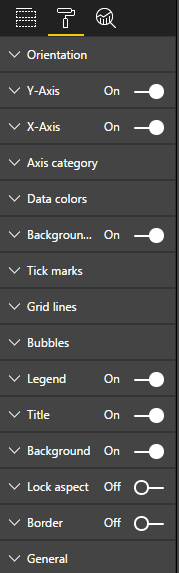 Orientation
Y-Axis On
X-Axis On
Axis category
Data colors
Backgroun... On
Tick marks
Grid lines
Bubbles
Legend On
Title On
Background On
Lock aspect Off
Border Off
General